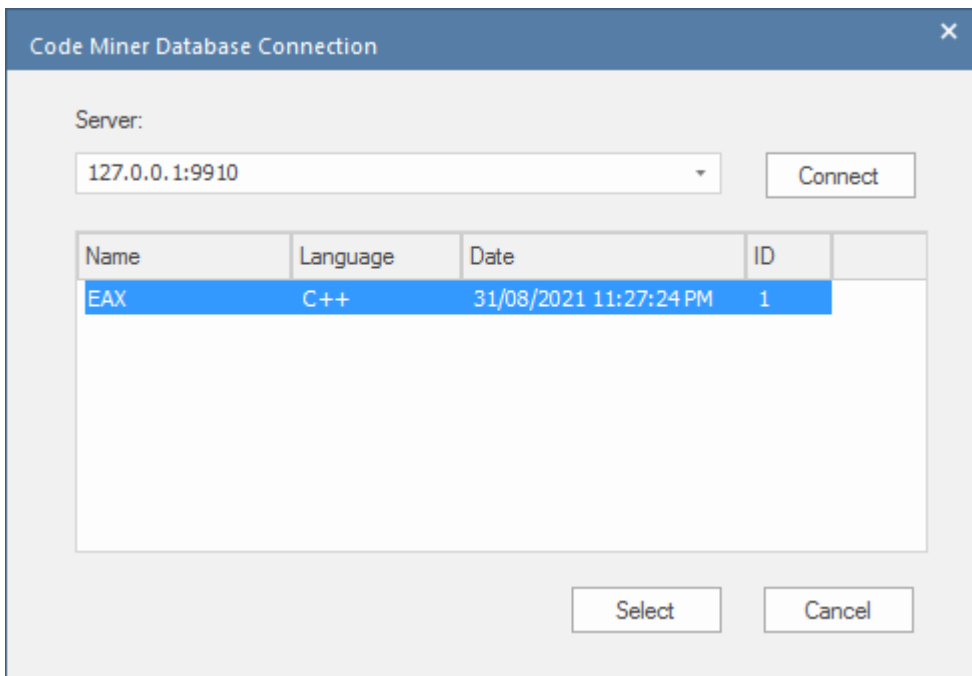 Code Miner Database Connection
Server:
127.0.0.1:9910 Connect
Name Language Date ID
EAX C++ 31/08/2021 11:27:24 PM 1
Select Cancel